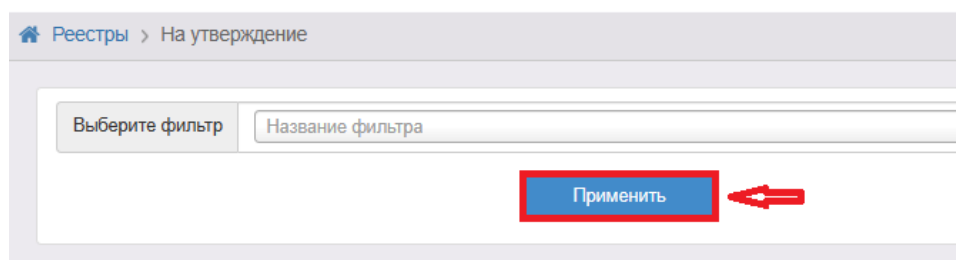 Реестры > На утверждение
Выберите фильтр Название фильтра
Применить